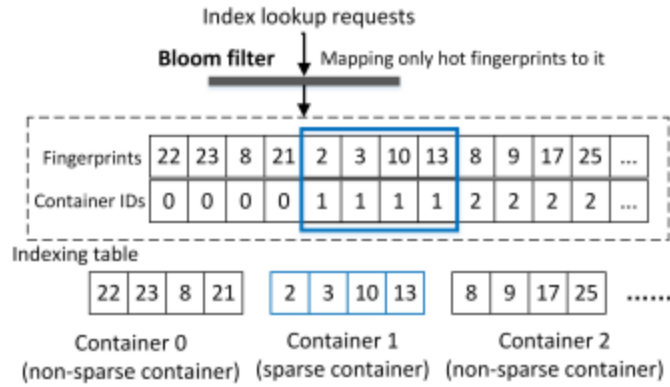 Index lookup requests
Bloom filter Mapping only hot fingerprints to it
Fingerprints 22 23 8 21 2 3 10 13 8 9 17 25 ...
Container IDs 0 0 0 0 1 1 1 1 2 2 2 2 ...
Indexing table
22 23 8 21 2 3 10 13 8 9 17 25 ......
Container 0 Container 1 Container 2
(non-sparse container) (sparse container) (non-sparse container)